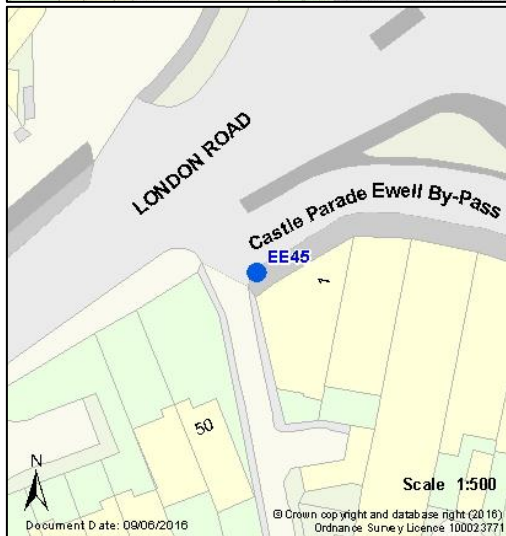 LONDON ROAD
Castle Parade Ewell By-Pass
EE45
1
50
N
Scale 1:500
Document Date: 09/06/2016
© Crown copyright and database right (2016)
Ordnance Survey Licence 100023771